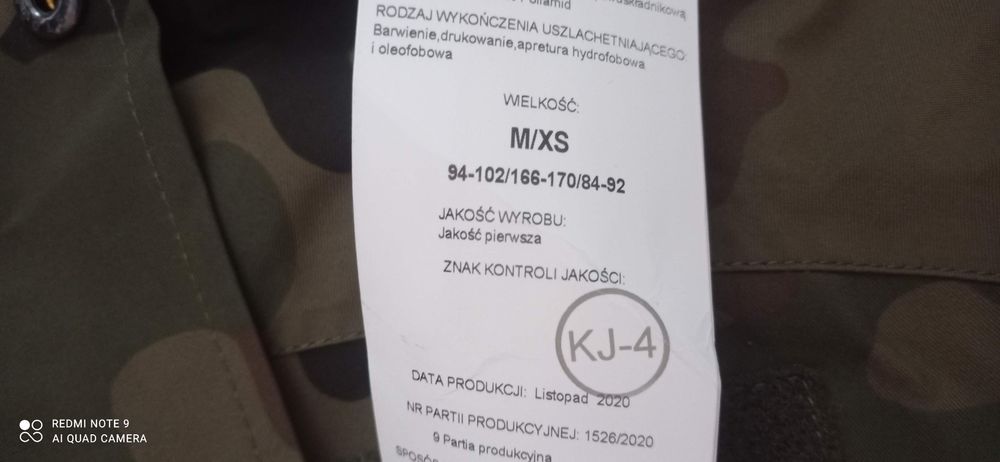 Poliamid
RODZAJ WYKOŃCZENIA USZLACHETNIAJĄCEGO:
Barwienie,drukowanie,apretura hydrofobowa
i oleofobowa
WIELKOŚĆ:
M/XS
94-102/166-170/84-92
JAKOŚĆ WYROBU:
Jakość pierwsza
ZNAK KONTROLI JAKOŚCI:
KJ-4
DATA PRODUKCJI: Listopad 2020
NR PARTII PRODUKCYJNEJ: 1526/2020
9 Partia produkcyjna
REDMI NOTE 9
AI QUAD CAMERA